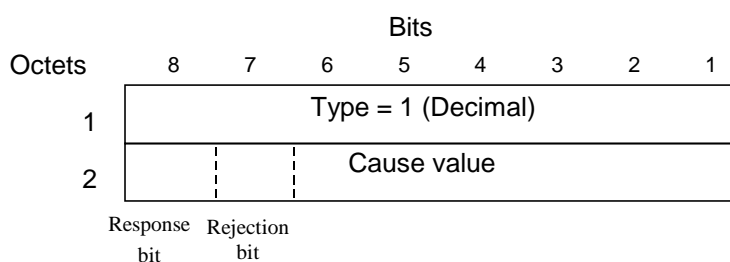 Bits
Octets 8 7 6 5 4 3 2 1
1 Type = 1 (Decimal)
2 Cause value
Response Rejection
bit bit